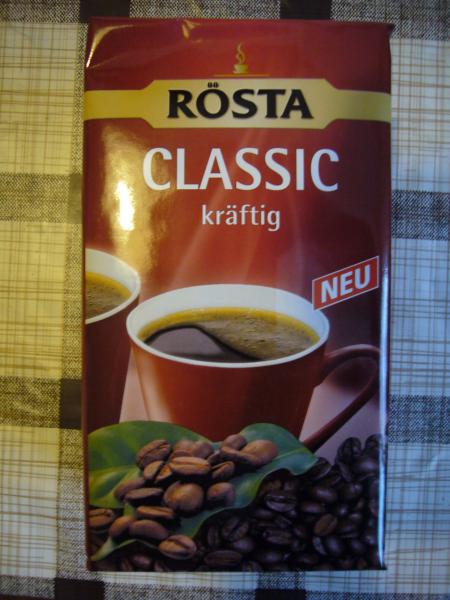 RÖSTA
CLASSIC
kräftig
NEU